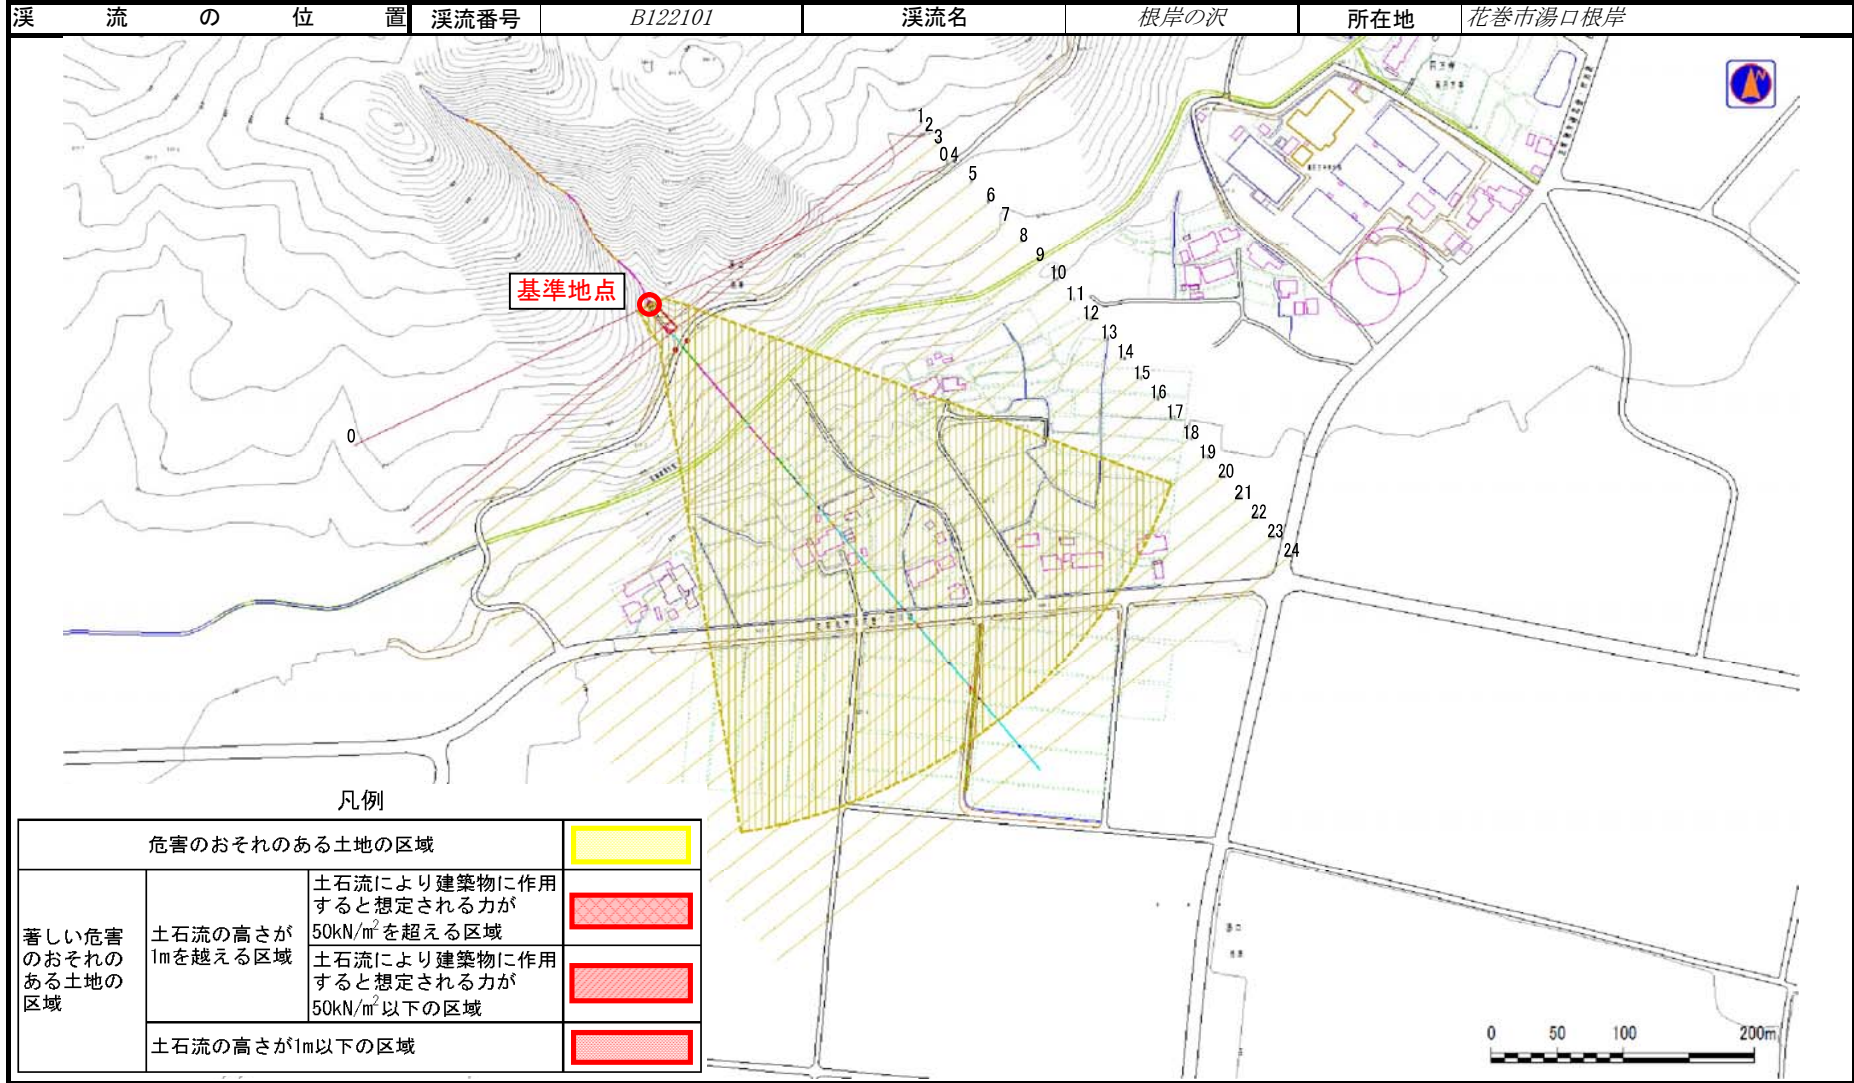 渓流の位置 渓流番号 B122101 渓流名 根岸の沢 所在地 花巻市湯口根岸
N
1
2
3
0 4
5
6
7
8
9
10
11
12
13
14
15
16
17
18
19
20
21
22
23
24
基準地点
0
凡例
危害のおそれのある土地の区域
著しい危害
のおそれの
ある土地の
区域
土石流の高さが
1mを越える区域
土石流により建築物に作用
すると想定される力が
50kN/m²を超える区域
土石流により建築物に作用
すると想定される力が
50kN/m²以下の区域
土石流の高さが1m以下の区域
0 50 100 200m